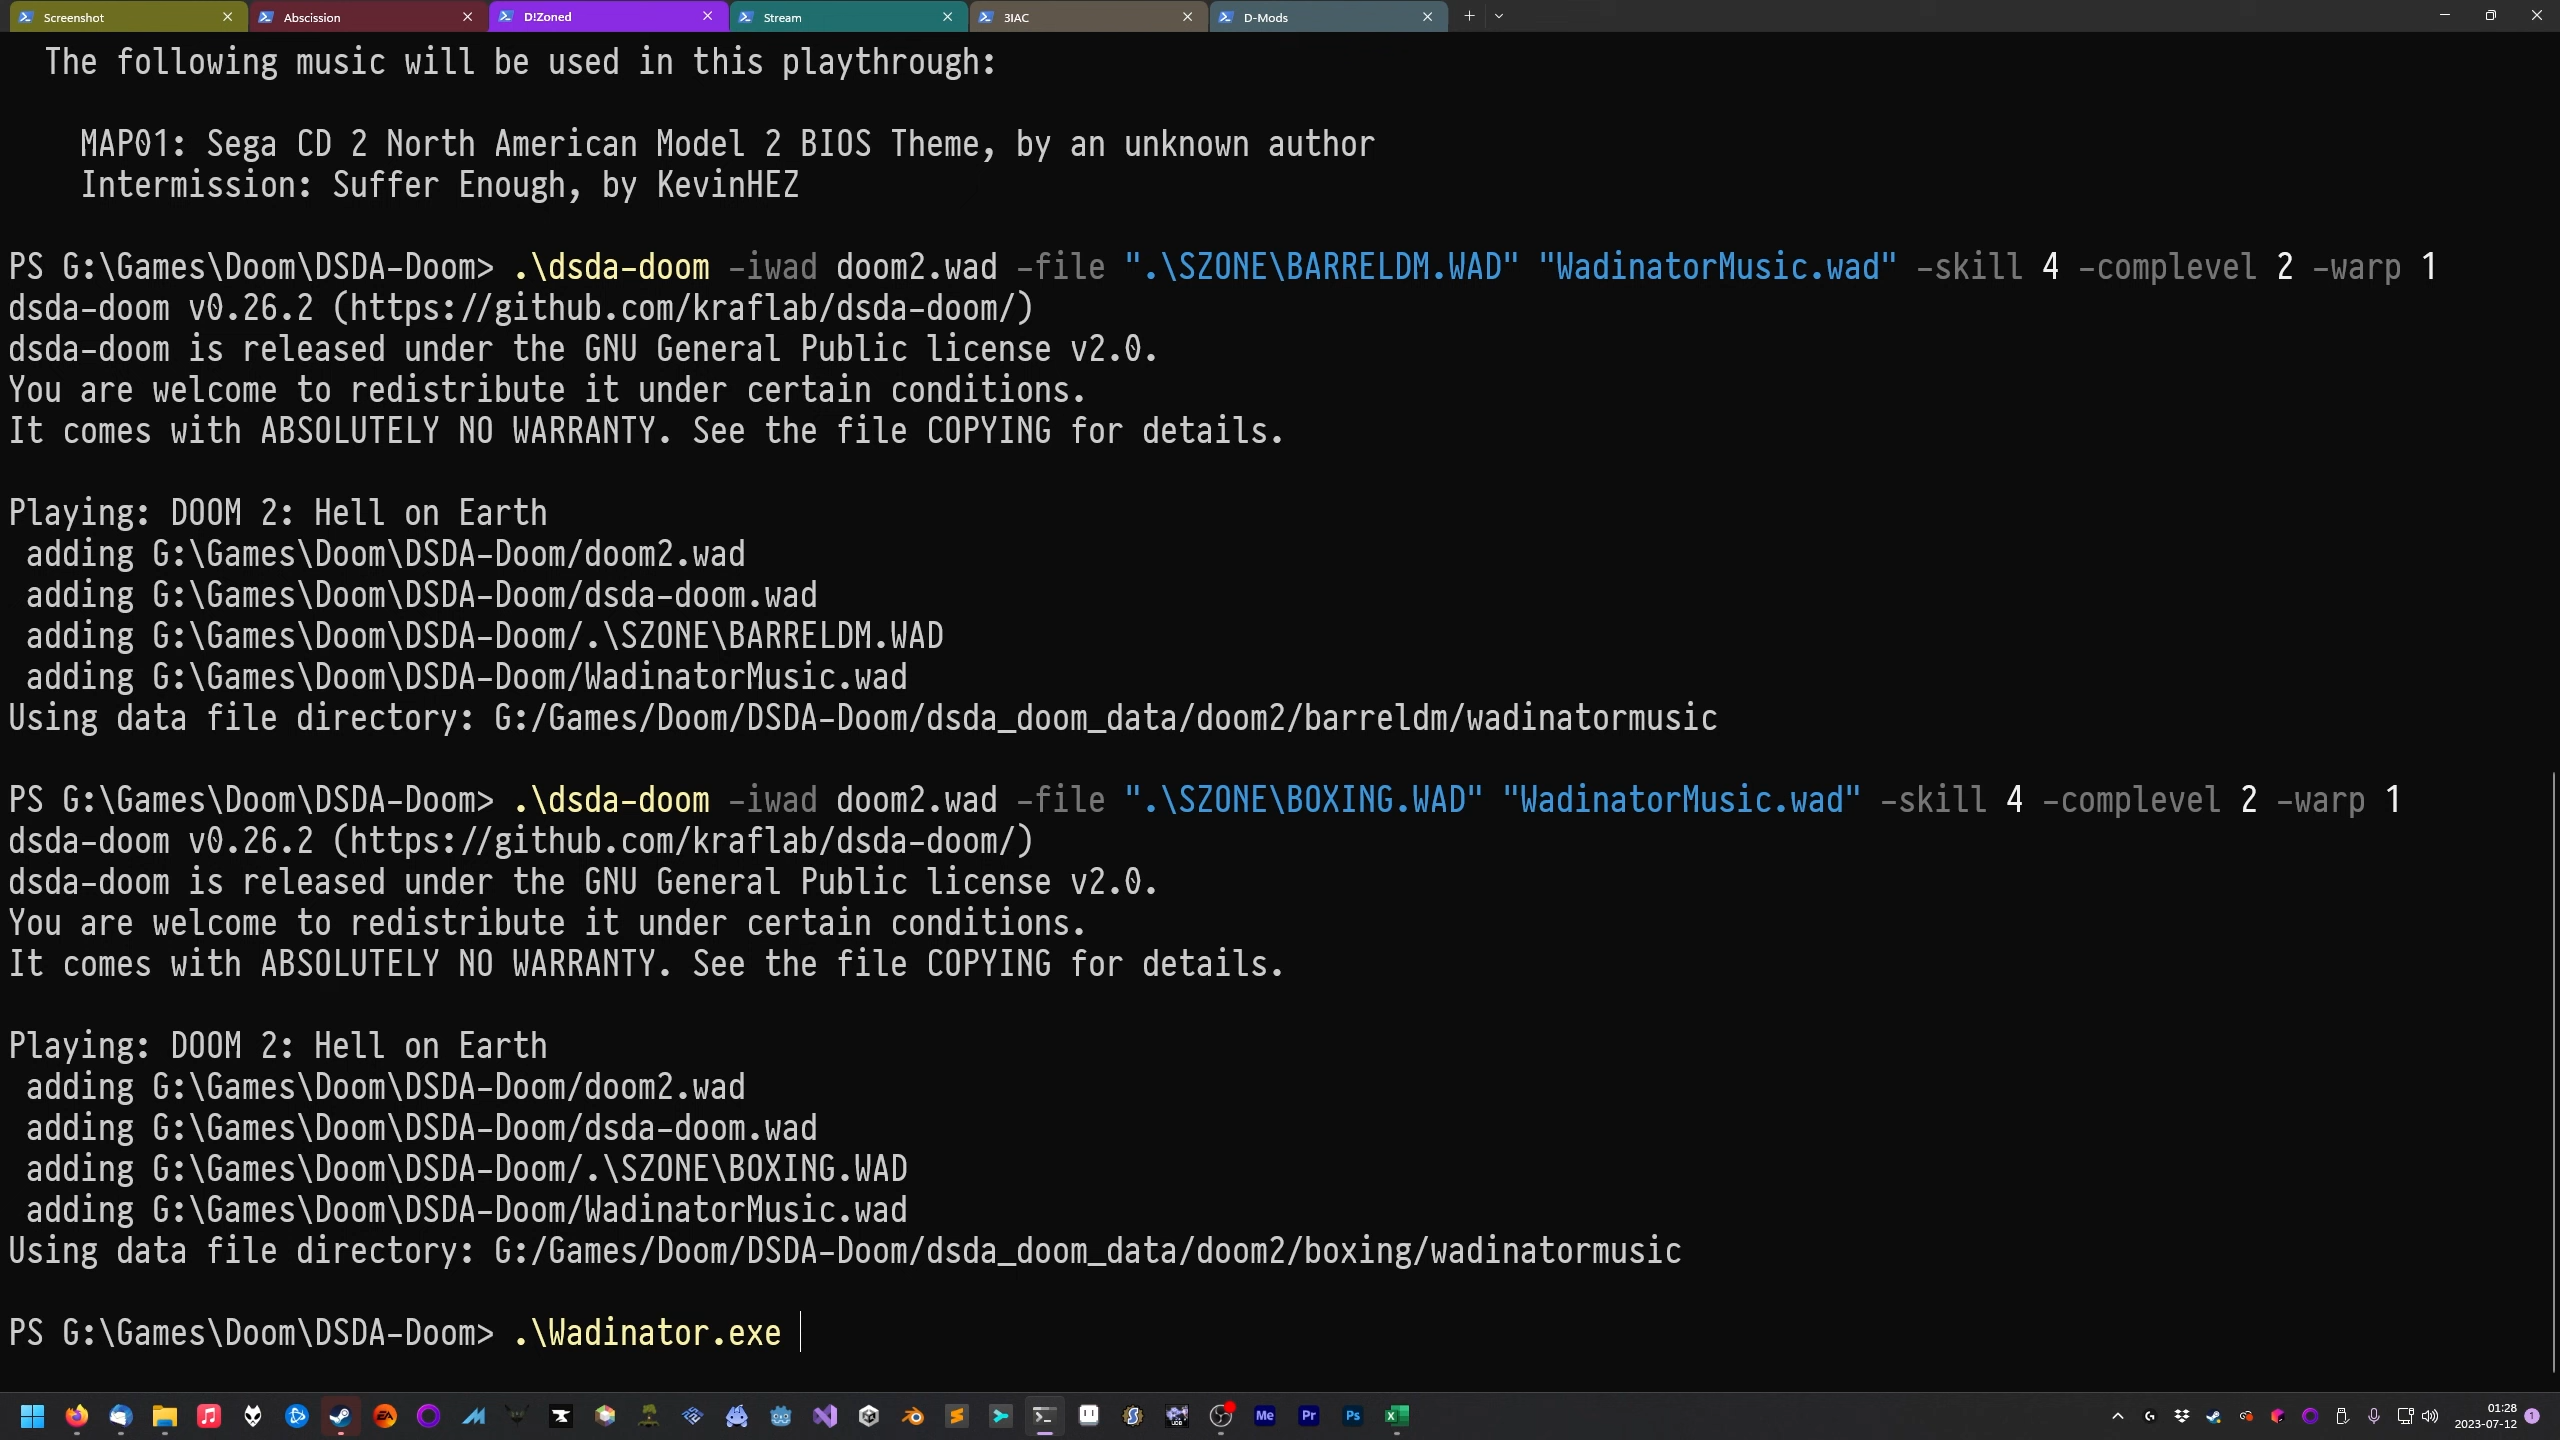 Screenshot Abscission D!Zoned Stream 3IAC D-Mods
The following music will be used in this playthrough:
MAP01: Sega CD 2 North American Model 2 BIOS Theme, by an unknown author
Intermission: Suffer Enough, by KevinHEZ
PS G:\Games\Doom\DSDA-Doom> .\dsda-doom -iwad doom2.wad -file ".\SZONE\BARRELDM.WAD" "WadinatorMusic.wad" -skill 4 -complevel 2 -warp 1
dsda-doom v0.26.2 (https://github.com/kraflab/dsda-doom/)
dsda-doom is released under the GNU General Public license v2.0.
You are welcome to redistribute it under certain conditions.
It comes with ABSOLUTELY NO WARRANTY. See the file COPYING for details.
Playing: DOOM 2: Hell on Earth
adding G:\Games\Doom\DSDA-Doom/doom2.wad
adding G:\Games\Doom\DSDA-Doom/dsda-doom.wad
adding G:\Games\Doom\DSDA-Doom/.\SZONE\BARRELDM.WAD
adding G:\Games\Doom\DSDA-Doom/WadinatorMusic.wad
Using data file directory: G:/Games/Doom/DSDA-Doom/dsda_doom_data/doom2/barreldm/wadinatormusic
PS G:\Games\Doom\DSDA-Doom> .\dsda-doom -iwad doom2.wad -file ".\SZONE\BOXING.WAD" "WadinatorMusic.wad" -skill 4 -complevel 2 -warp 1
dsda-doom v0.26.2 (https://github.com/kraflab/dsda-doom/)
dsda-doom is released under the GNU General Public license v2.0.
You are welcome to redistribute it under certain conditions.
It comes with ABSOLUTELY NO WARRANTY. See the file COPYING for details.
Playing: DOOM 2: Hell on Earth
adding G:\Games\Doom\DSDA-Doom/doom2.wad
adding G:\Games\Doom\DSDA-Doom/dsda-doom.wad
adding G:\Games\Doom\DSDA-Doom/.\SZONE\BOXING.WAD
adding G:\Games\Doom\DSDA-Doom/WadinatorMusic.wad
Using data file directory: G:/Games/Doom/DSDA-Doom/dsda_doom_data/doom2/boxing/wadinatormusic
PS G:\Games\Doom\DSDA-Doom> .\Wadinator.exe
EA Me Pr Ps
01:28
2023-07-12 1